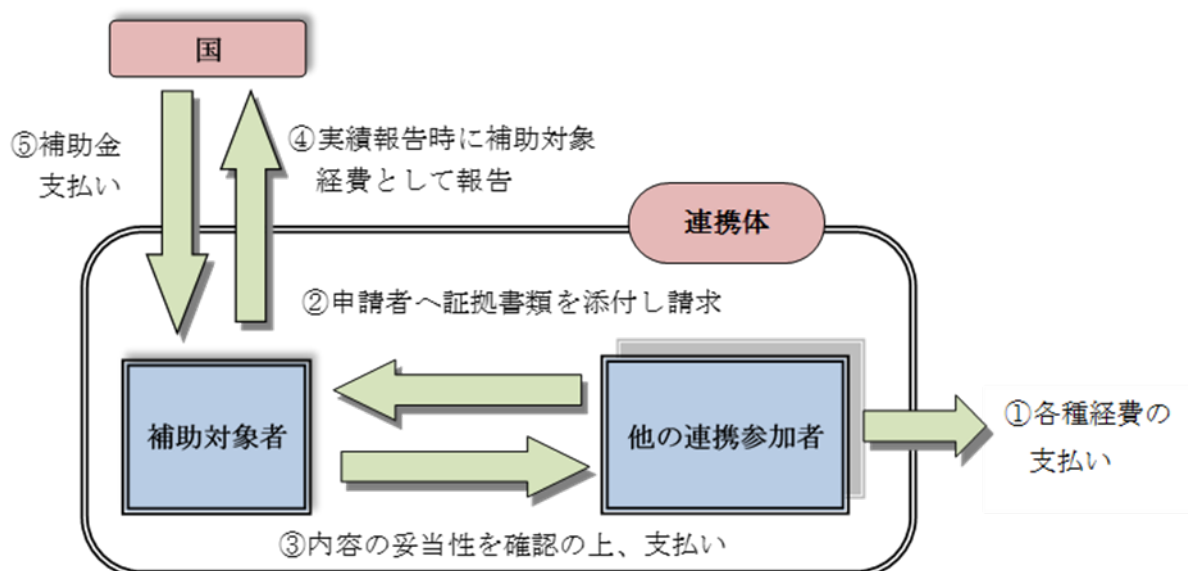 国
⑤補助金
支払い
④実績報告時に補助対象
経費として報告
連携体
②申請者へ証拠書類を添付し請求
補助対象者
他の連携参加者
①各種経費の
支払い
③内容の妥当性を確認の上、支払い